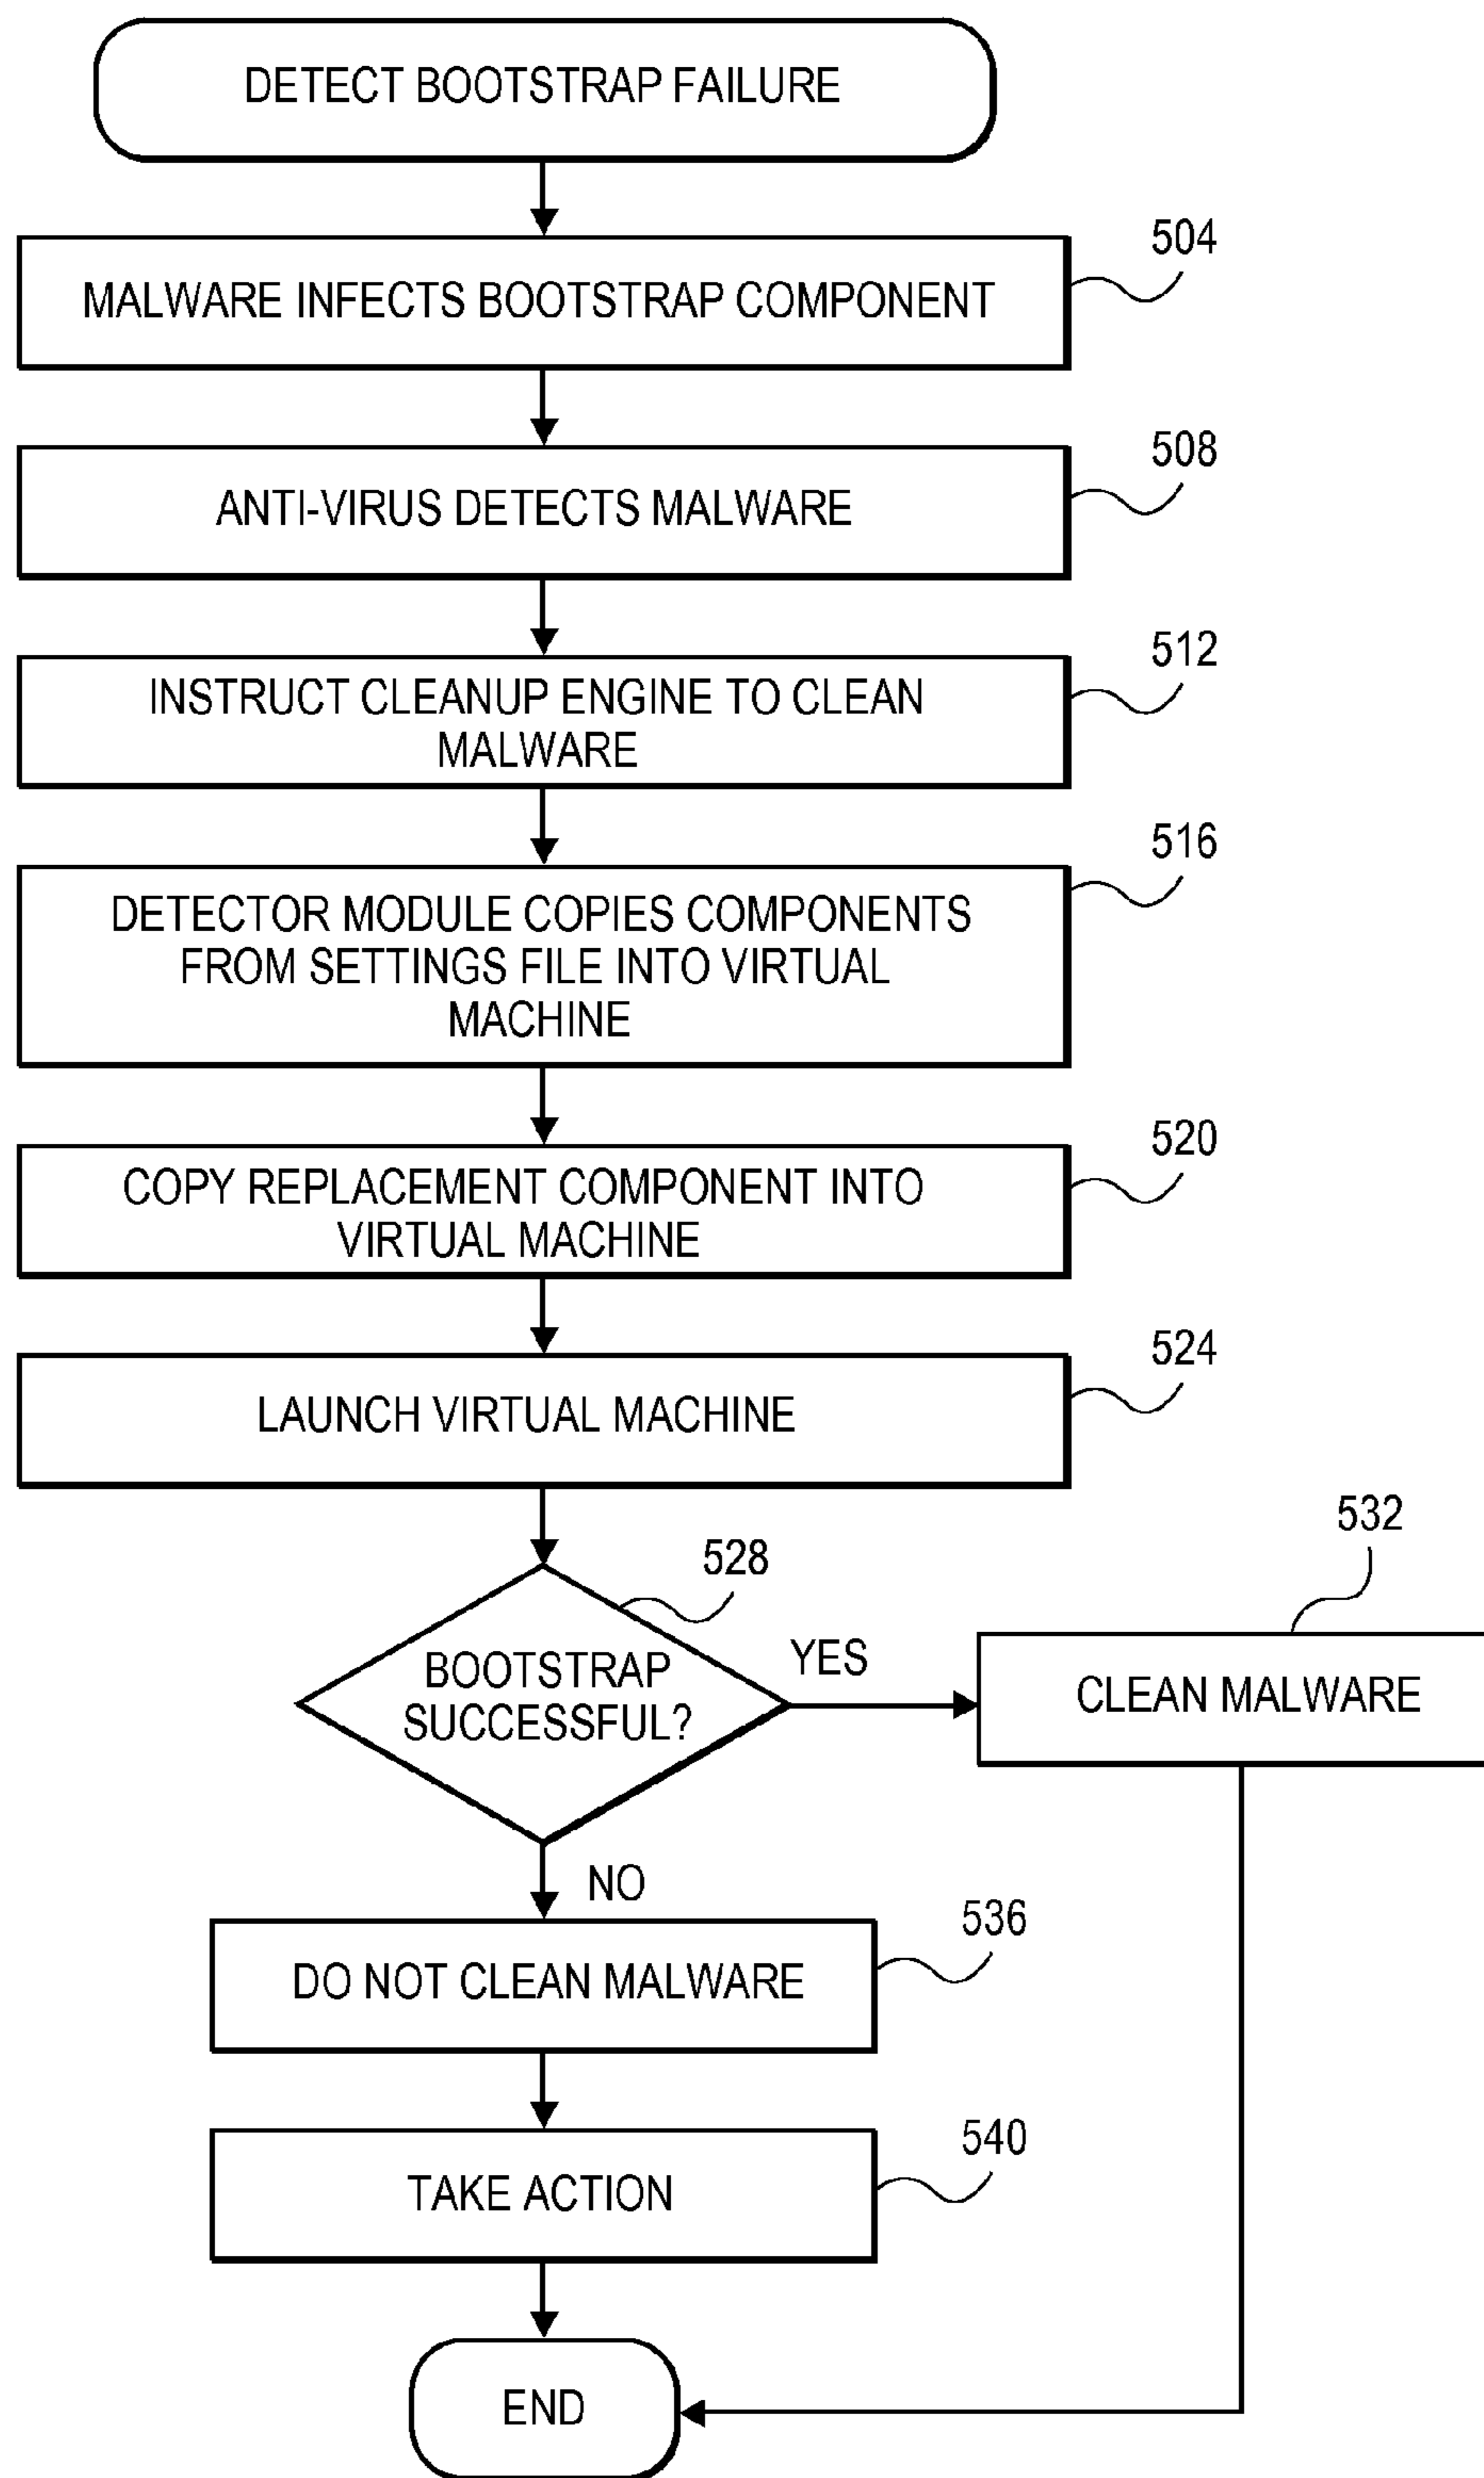 DETECT BOOTSTRAP FAILURE
504
MALWARE INFECTS BOOTSTRAP COMPONENT
508
ANTI-VIRUS DETECTS MALWARE
512
INSTRUCT CLEANUP ENGINE TO CLEAN
MALWARE
516
DETECTOR MODULE COPIES COMPONENTS
FROM SETTINGS FILE INTO VIRTUAL
MACHINE
520
COPY REPLACEMENT COMPONENT INTO
VIRTUAL MACHINE
524
LAUNCH VIRTUAL MACHINE
528
BOOTSTRAP
SUCCESSFUL?
YES
532
CLEAN MALWARE
NO
536
DO NOT CLEAN MALWARE
540
TAKE ACTION
END